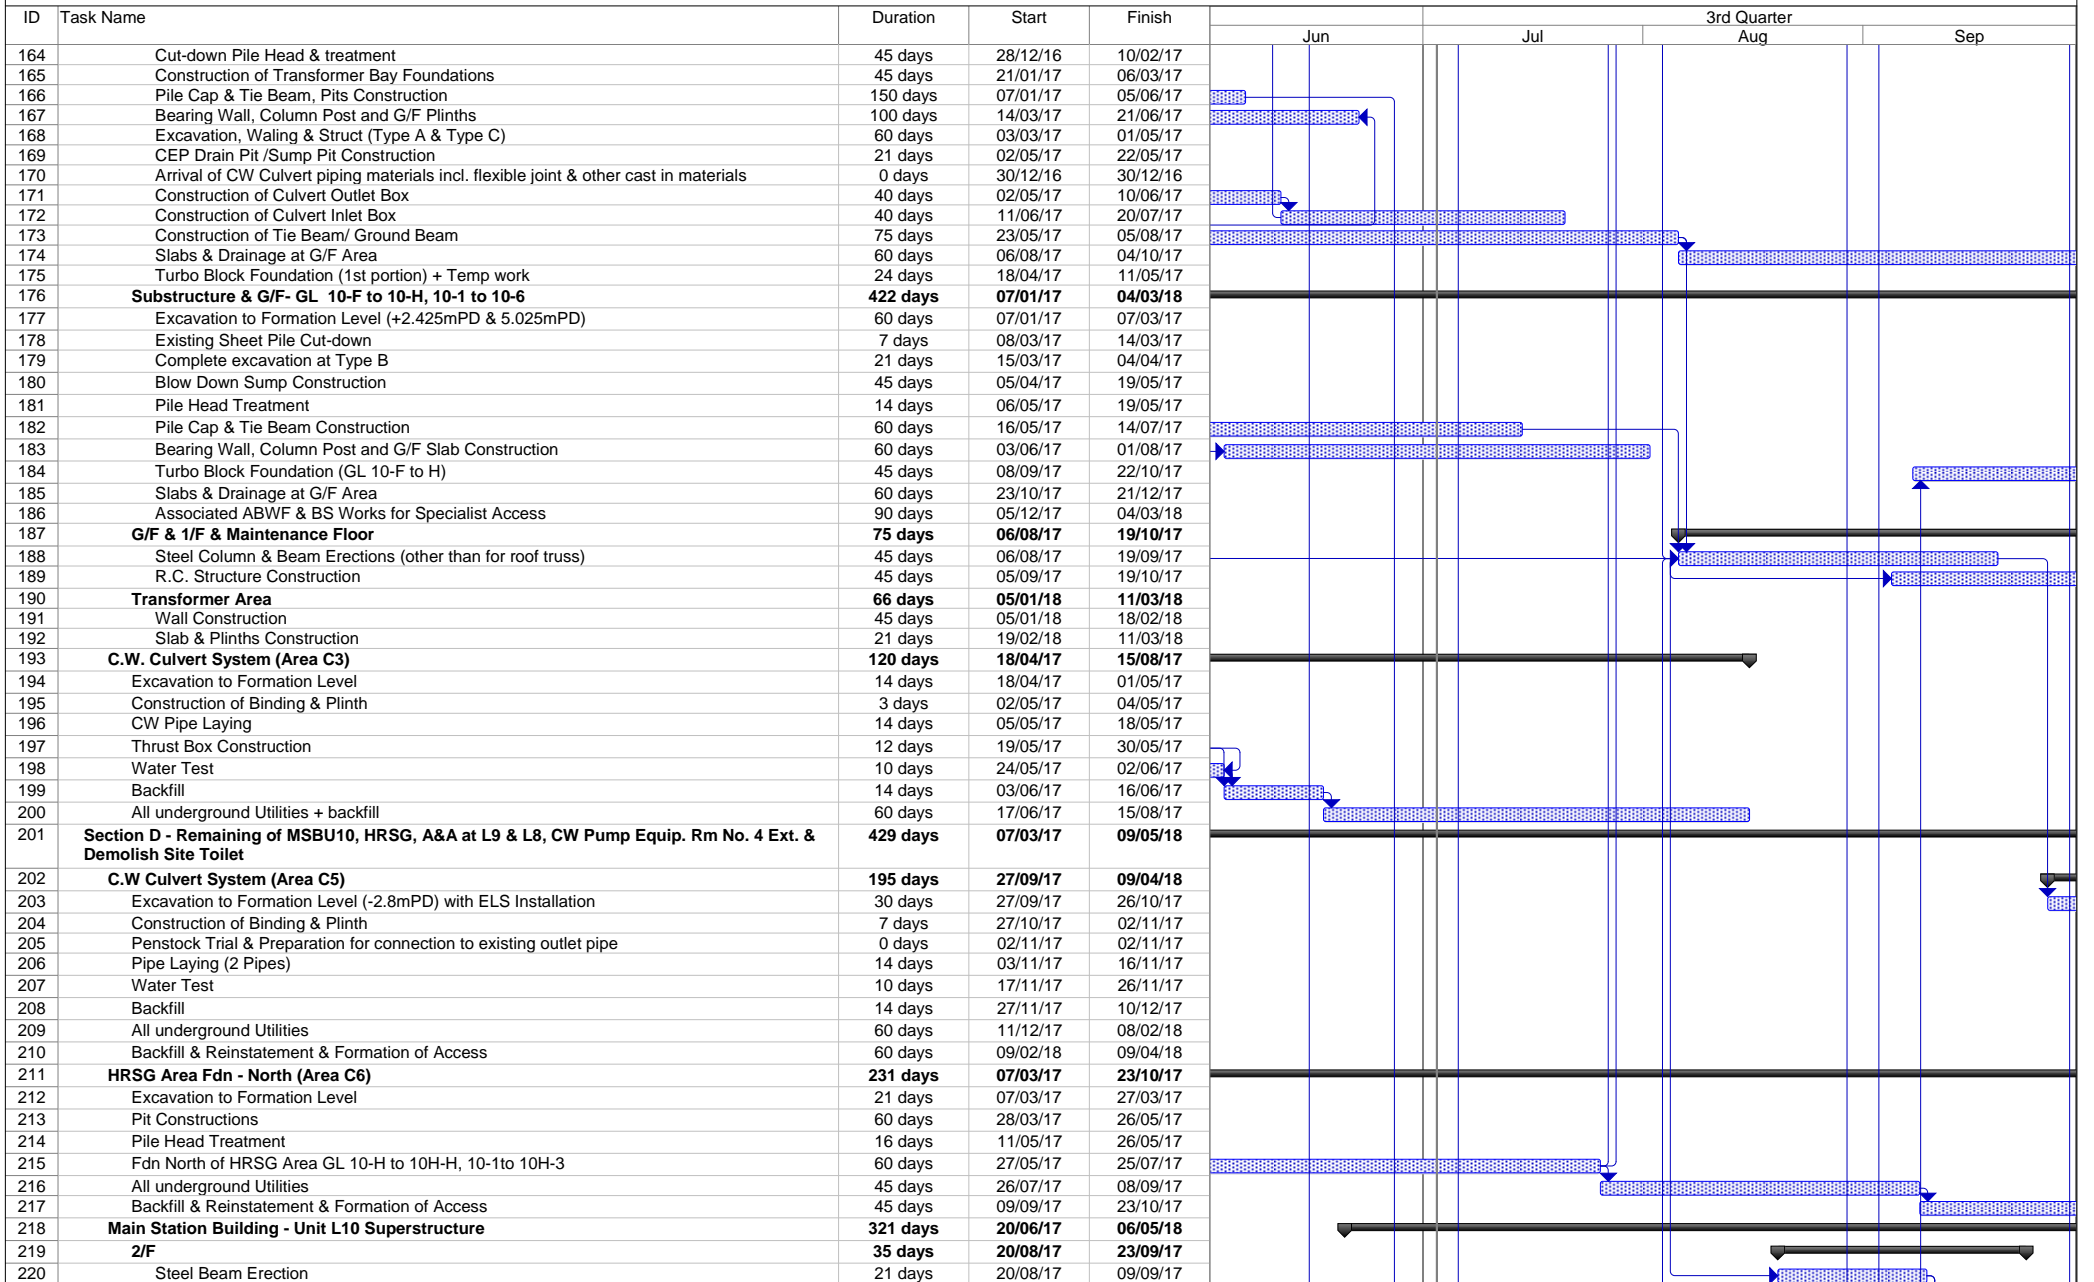 ID Task Name Duration Start Finish 3rd Quarter
Jun Jul Aug Sep
164 Cut-down Pile Head & treatment 45 days 28/12/16 10/02/17
165 Construction of Transformer Bay Foundations 45 days 21/01/17 06/03/17
166 Pile Cap & Tie Beam, Pits Construction 150 days 07/01/17 05/06/17
167 Bearing Wall, Column Post and G/F Plinths 100 days 14/03/17 21/06/17
168 Excavation, Waling & Struct (Type A & Type C) 60 days 03/03/17 01/05/17
169 CEP Drain Pit /Sump Pit Construction 21 days 02/05/17 22/05/17
170 Arrival of CW Culvert piping materials incl. flexible joint & other cast in materials 0 days 30/12/16 30/12/16
171 Construction of Culvert Outlet Box 40 days 02/05/17 10/06/17
172 Construction of Culvert Inlet Box 40 days 11/06/17 20/07/17
173 Construction of Tie Beam/ Ground Beam 75 days 23/05/17 05/08/17
174 Slabs & Drainage at G/F Area 60 days 06/08/17 04/10/17
175 Turbo Block Foundation (1st portion) + Temp work 24 days 18/04/17 11/05/17
176 Substructure & G/F- GL 10-F to 10-H, 10-1 to 10-6 422 days 07/01/17 04/03/18
177 Excavation to Formation Level (+2.425mPD & 5.025mPD) 60 days 07/01/17 07/03/17
178 Existing Sheet Pile Cut-down 7 days 08/03/17 14/03/17
179 Complete excavation at Type B 21 days 15/03/17 04/04/17
180 Blow Down Sump Construction 45 days 05/04/17 19/05/17
181 Pile Head Treatment 14 days 06/05/17 19/05/17
182 Pile Cap & Tie Beam Construction 60 days 16/05/17 14/07/17
183 Bearing Wall, Column Post and G/F Slab Construction 60 days 03/06/17 01/08/17
184 Turbo Block Foundation (GL 10-F to H) 45 days 08/09/17 22/10/17
185 Slabs & Drainage at G/F Area 60 days 23/10/17 21/12/17
186 Associated ABWF & BS Works for Specialist Access 90 days 05/12/17 04/03/18
187 G/F & 1/F & Maintenance Floor 75 days 06/08/17 19/10/17
188 Steel Column & Beam Erections (other than for roof truss) 45 days 06/08/17 19/09/17
189 R.C. Structure Construction 45 days 05/09/17 19/10/17
190 Transformer Area 66 days 05/01/18 11/03/18
191 Wall Construction 45 days 05/01/18 18/02/18
192 Slab & Plinths Construction 21 days 19/02/18 11/03/18
193 C.W. Culvert System (Area C3) 120 days 18/04/17 15/08/17
194 Excavation to Formation Level 14 days 18/04/17 01/05/17
195 Construction of Binding & Plinth 3 days 02/05/17 04/05/17
196 CW Pipe Laying 14 days 05/05/17 18/05/17
197 Thrust Box Construction 12 days 19/05/17 30/05/17
198 Water Test 10 days 24/05/17 02/06/17
199 Backfill 14 days 03/06/17 16/06/17
200 All underground Utilities + backfill 60 days 17/06/17 15/08/17
201 Section D - Remaining of MSBU10, HRSG, A&A at L9 & L8, CW Pump Equip. Rm No. 4 Ext. & 429 days 07/03/17 09/05/18
Demolish Site Toilet
202 C.W Culvert System (Area C5) 195 days 27/09/17 09/04/18
203 Excavation to Formation Level (-2.8mPD) with ELS Installation 30 days 27/09/17 26/10/17
204 Construction of Binding & Plinth 7 days 27/10/17 02/11/17
205 Penstock Trial & Preparation for connection to existing outlet pipe 0 days 02/11/17 02/11/17
206 Pipe Laying (2 Pipes) 14 days 03/11/17 16/11/17
207 Water Test 10 days 17/11/17 26/11/17
208 Backfill 14 days 27/11/17 10/12/17
209 All underground Utilities 60 days 11/12/17 08/02/18
210 Backfill & Reinstatement & Formation of Access 60 days 09/02/18 09/04/18
211 HRSG Area Fdn - North (Area C6) 231 days 07/03/17 23/10/17
212 Excavation to Formation Level 21 days 07/03/17 27/03/17
213 Pit Constructions 60 days 28/03/17 26/05/17
214 Pile Head Treatment 16 days 11/05/17 26/05/17
215 Fdn North of HRSG Area GL 10-H to 10H-H, 10-1to 10H-3 60 days 27/05/17 25/07/17
216 All underground Utilities 45 days 26/07/17 08/09/17
217 Backfill & Reinstatement & Formation of Access 45 days 09/09/17 23/10/17
218 Main Station Building - Unit L10 Superstructure 321 days 20/06/17 06/05/18
219 2/F 35 days 20/08/17 23/09/17
220 Steel Beam Erection 21 days 20/08/17 09/09/17